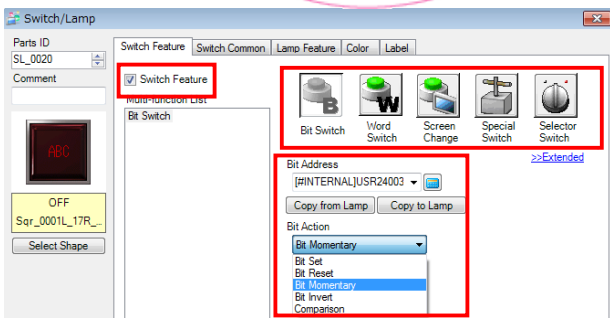 Switch/Lamp
Parts ID
SL_0020
Comment
ABC
OFF
Sqr_0001L_17R_...
Select Shape
Switch Feature
Switch Common
Lamp Feature
Color
Label
Switch Feature
Multi-function List
Bit Switch
B
Bit Switch
W
Word Switch
Screen Change
Special Switch
Selector Switch
>>Extended
Bit Address
[#INTERNAL]USR24003
Copy from Lamp
Copy to Lamp
Bit Action
Bit Momentary
Bit Set
Bit Reset
Bit Momentary
Bit Invert
Comparison